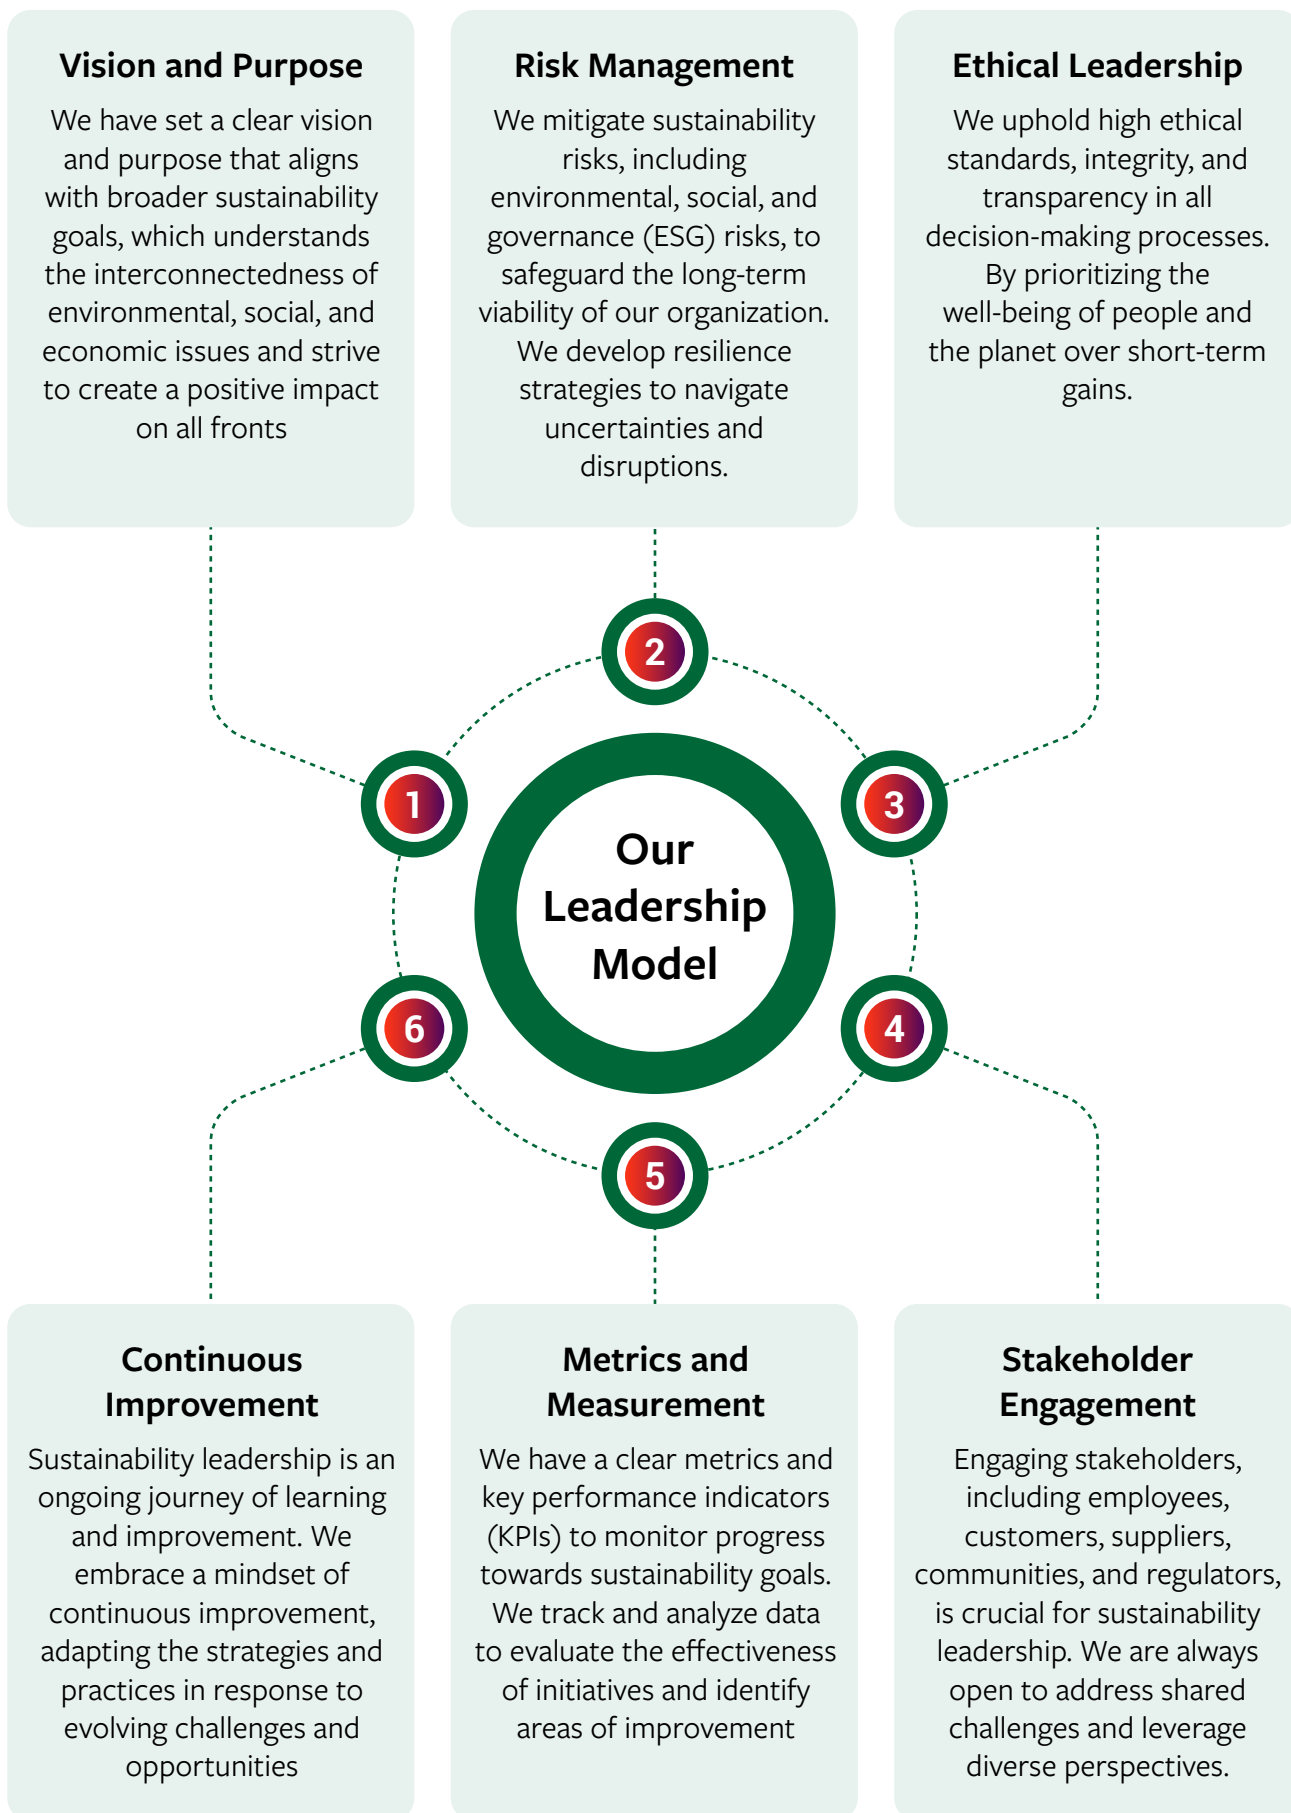 Vision and Purpose
We have set a clear vision
and purpose that aligns
with broader sustainability
goals, which understands
the interconnectedness of
environmental, social, and
economic issues and strive
to create a positive impact
on all fronts
Risk Management
We mitigate sustainability
risks, including
environmental, social, and
governance (ESG) risks, to
safeguard the long-term
viability of our organization.
We develop resilience
strategies to navigate
uncertainties and
disruptions.
Ethical Leadership
We uphold high ethical
standards, integrity, and
transparency in all
decision-making processes.
By prioritizing the
well-being of people and
the planet over short-term
gains.
2
1
3
Our
Leadership
Model
6
4
5
Continuous
Improvement
Sustainability leadership is an
ongoing journey of learning
and improvement. We
embrace a mindset of
continuous improvement,
adapting the strategies and
practices in response to
evolving challenges and
opportunities
Metrics and
Measurement
We have a clear metrics and
key performance indicators
(KPIs) to monitor progress
towards sustainability goals.
We track and analyze data
to evaluate the effectiveness
of initiatives and identify
areas of improvement
Stakeholder
Engagement
Engaging stakeholders,
including employees,
customers, suppliers,
communities, and regulators,
is crucial for sustainability
leadership. We are always
open to address shared
challenges and leverage
diverse perspectives.